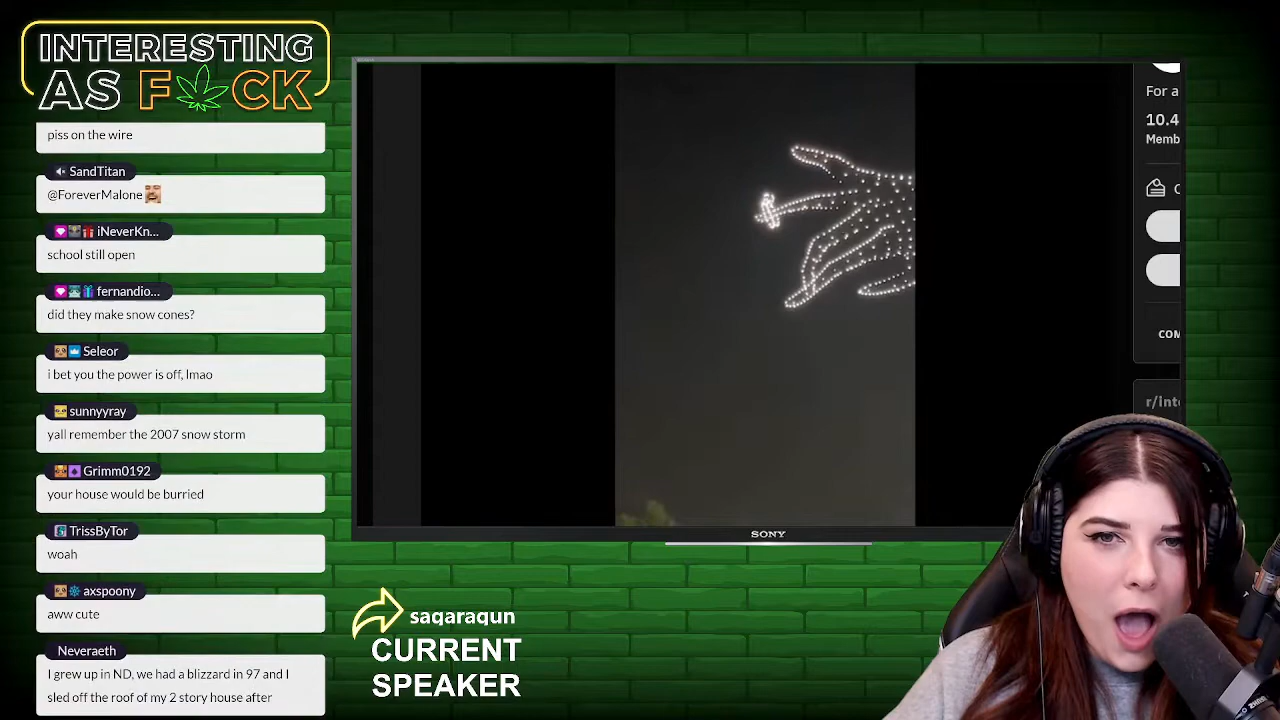 INTERESTING
AS F CK
piss on the wire
SandTitan
@ForeverMalone
iNeverKn...
school still open
fernandio...
did they make snow cones?
Seleor
i bet you the power is off, lmao
sunnyray
yall remember the 2007 snow storm
Grimm0192
your house would be burried
TrissByTor
woah
axspoony
aww cute
Neveraeth
I grew up in ND, we had a blizzard in 97 and I
sled off the roof of my 2 story house after
For a
10.4
Memb
C
COM
r/inte
SONY
saqaraqun
CURRENT
SPEAKER